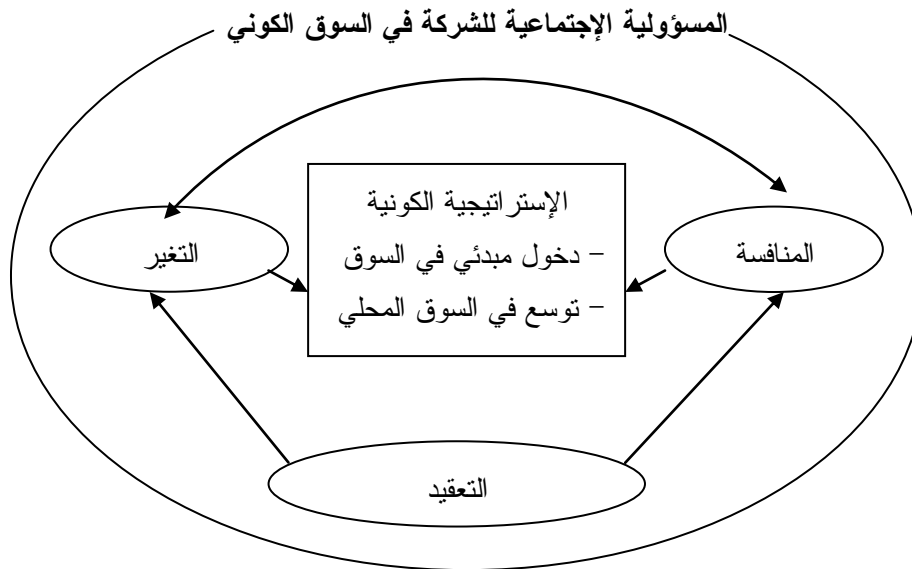 المسؤولية الإجتماعية للشركة في السوق الكوني
الإستراتيجية الكونية
- دخول مبدئي في السوق
- توسع في السوق المحلي
المنافسة
التغير
التعقيد